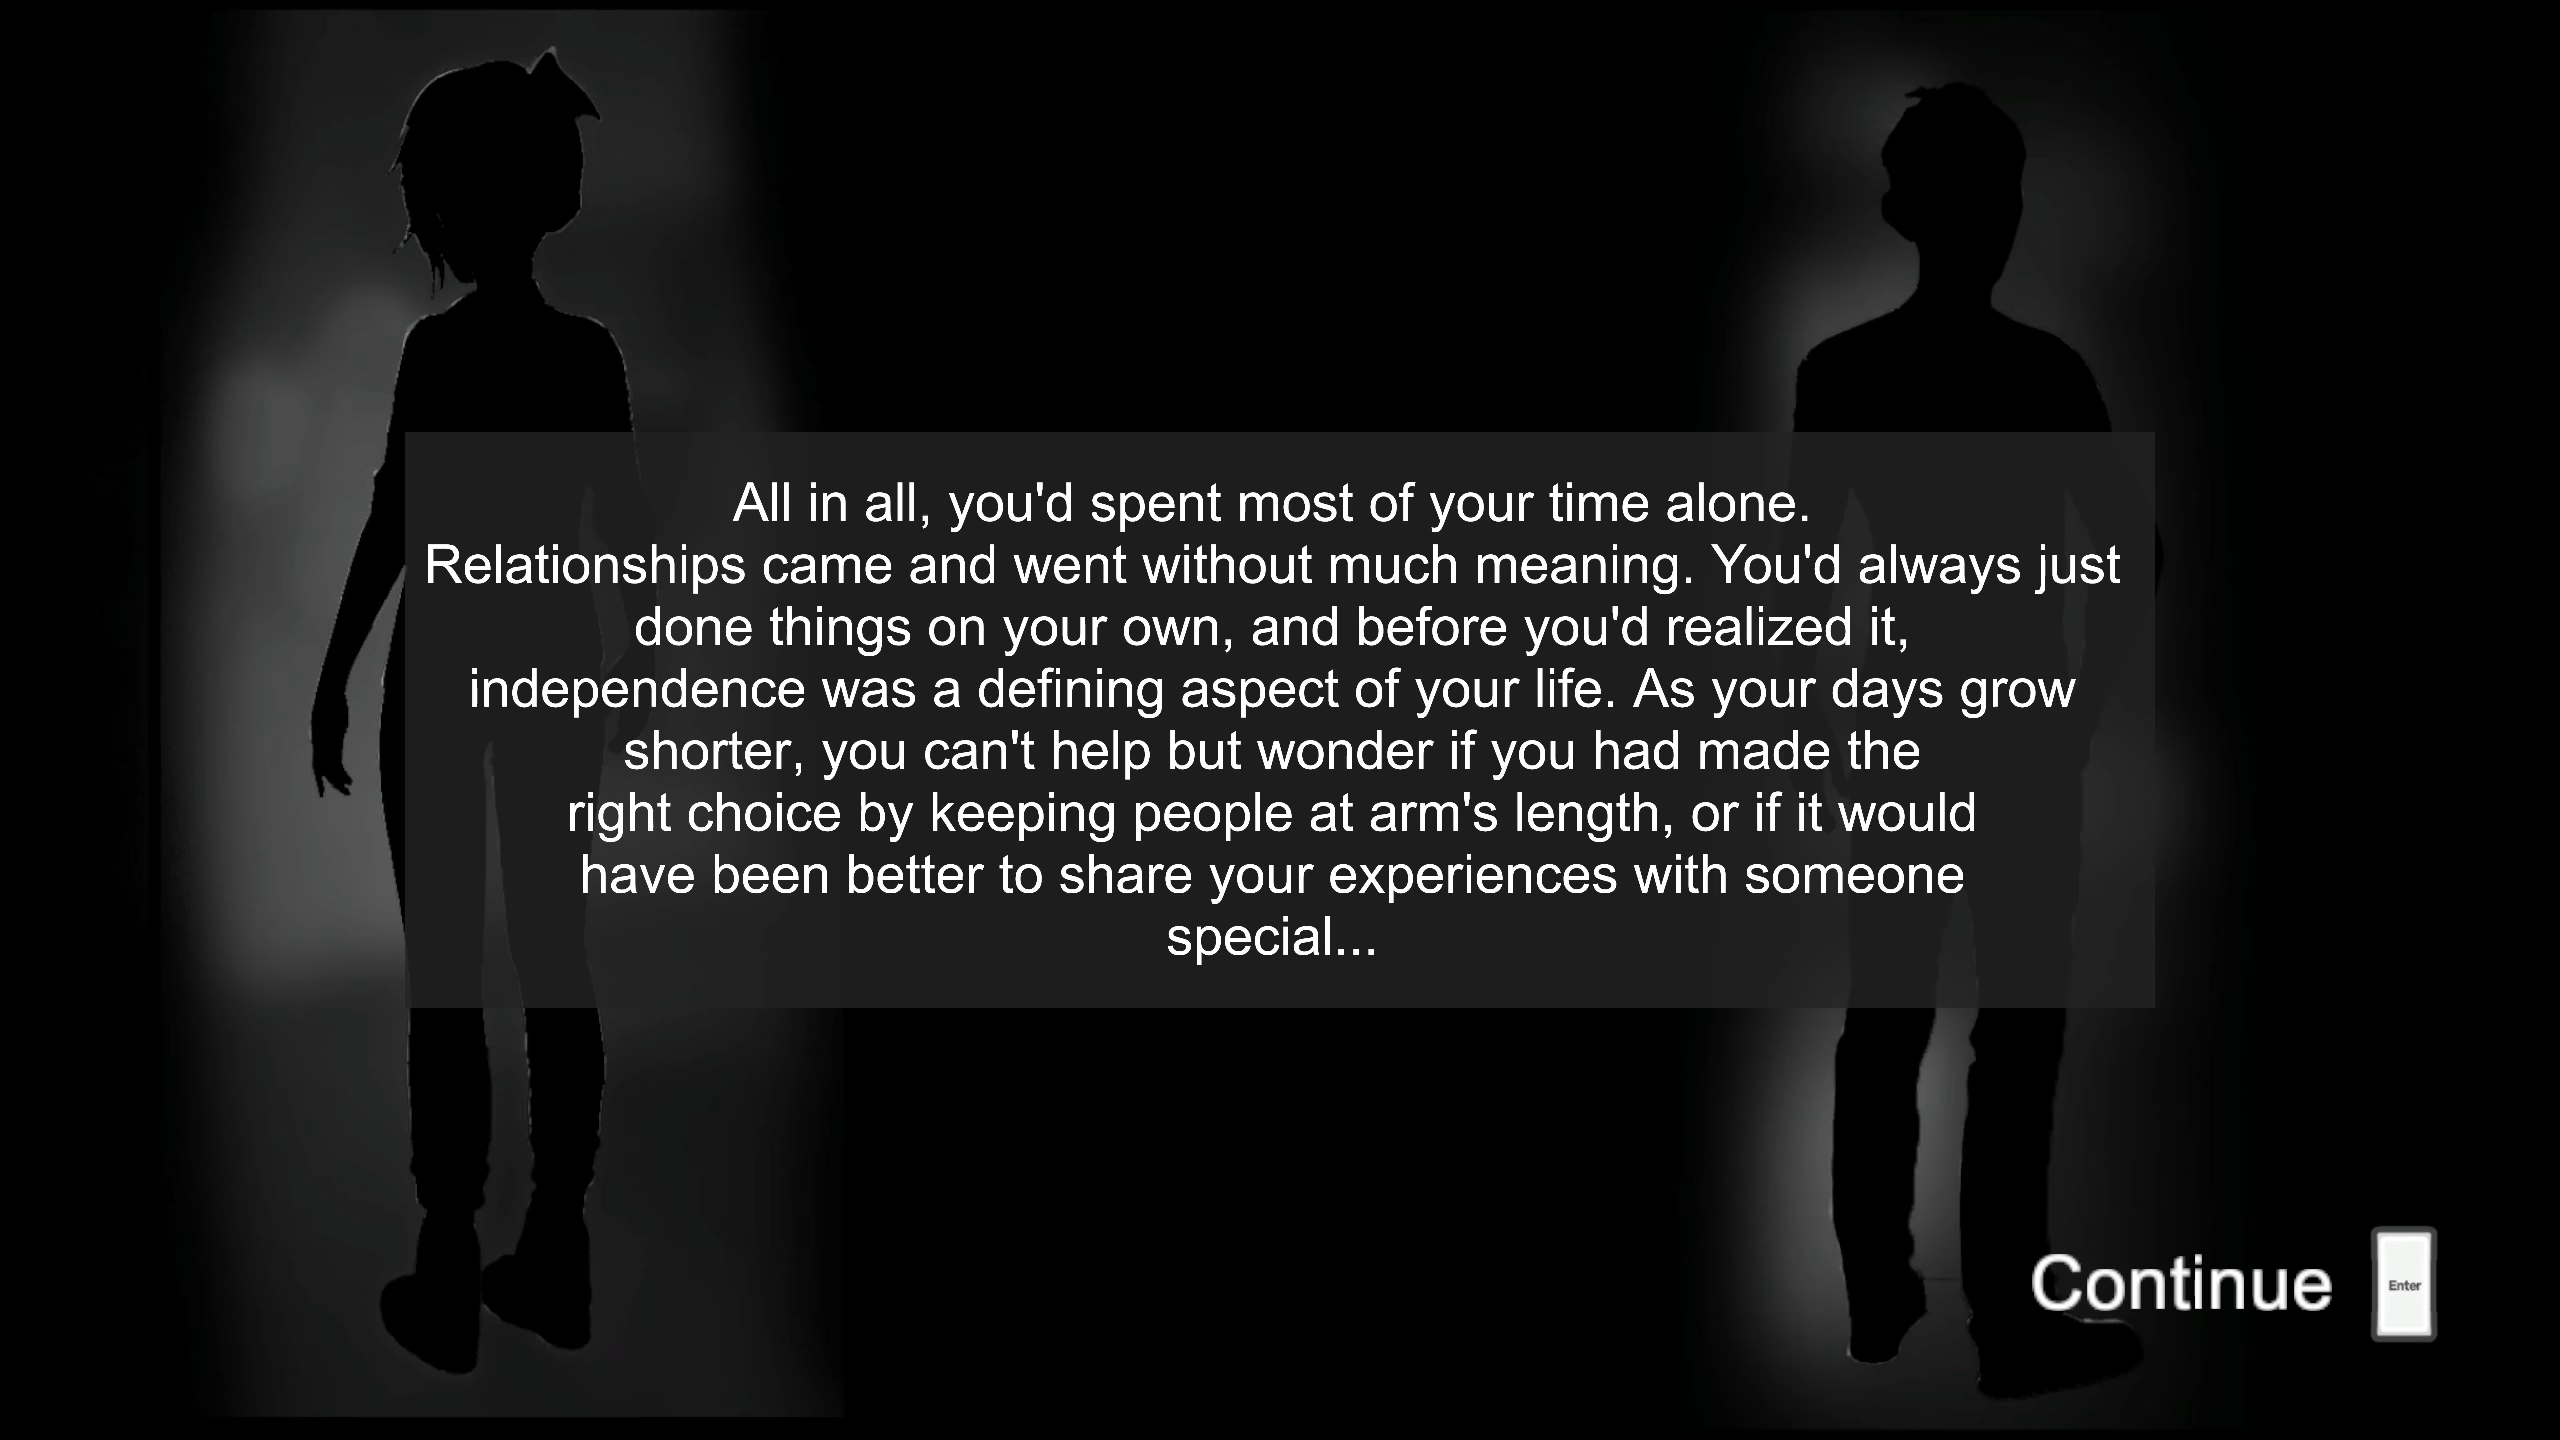 All in all, you'd spent most of your time alone.
Relationships came and went without much meaning. You'd always just
done things on your own, and before you'd realized it,
independence was a defining aspect of your life. As your days grow
shorter, you can't help but wonder if you had made the
right choice by keeping people at arm's length, or if it would
have been better to share your experiences with someone
special...
Continue
Enter